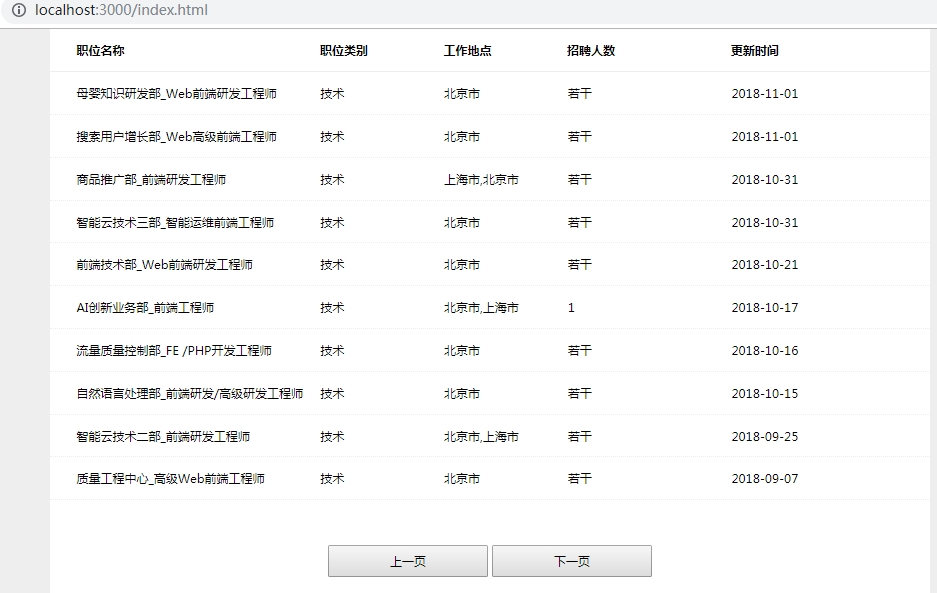 localhost:3000/index.html
职位名称 职位类别 工作地点 招聘人数 更新时间
母婴知识研发部_Web前端研发工程师 技术 北京市 若干 2018-11-01
搜索用户增长部_Web高级前端工程师 技术 北京市 若干 2018-11-01
商品推广部_前端研发工程师 技术 上海市,北京市 若干 2018-10-31
智能云技术三部_智能运维前端工程师 技术 北京市 若干 2018-10-31
前端技术部_Web前端研发工程师 技术 北京市 若干 2018-10-21
AI创新业务部_前端工程师 技术 北京市,上海市 1 2018-10-17
流量质量控制部_FE /PHP开发工程师 技术 北京市 若干 2018-10-16
自然语言处理部_前端研发/高级研发工程师 技术 北京市 若干 2018-10-15
智能云技术二部_前端研发工程师 技术 北京市,上海市 若干 2018-09-25
质量工程中心_高级Web前端工程师 技术 北京市 若干 2018-09-07
上一页 下一页